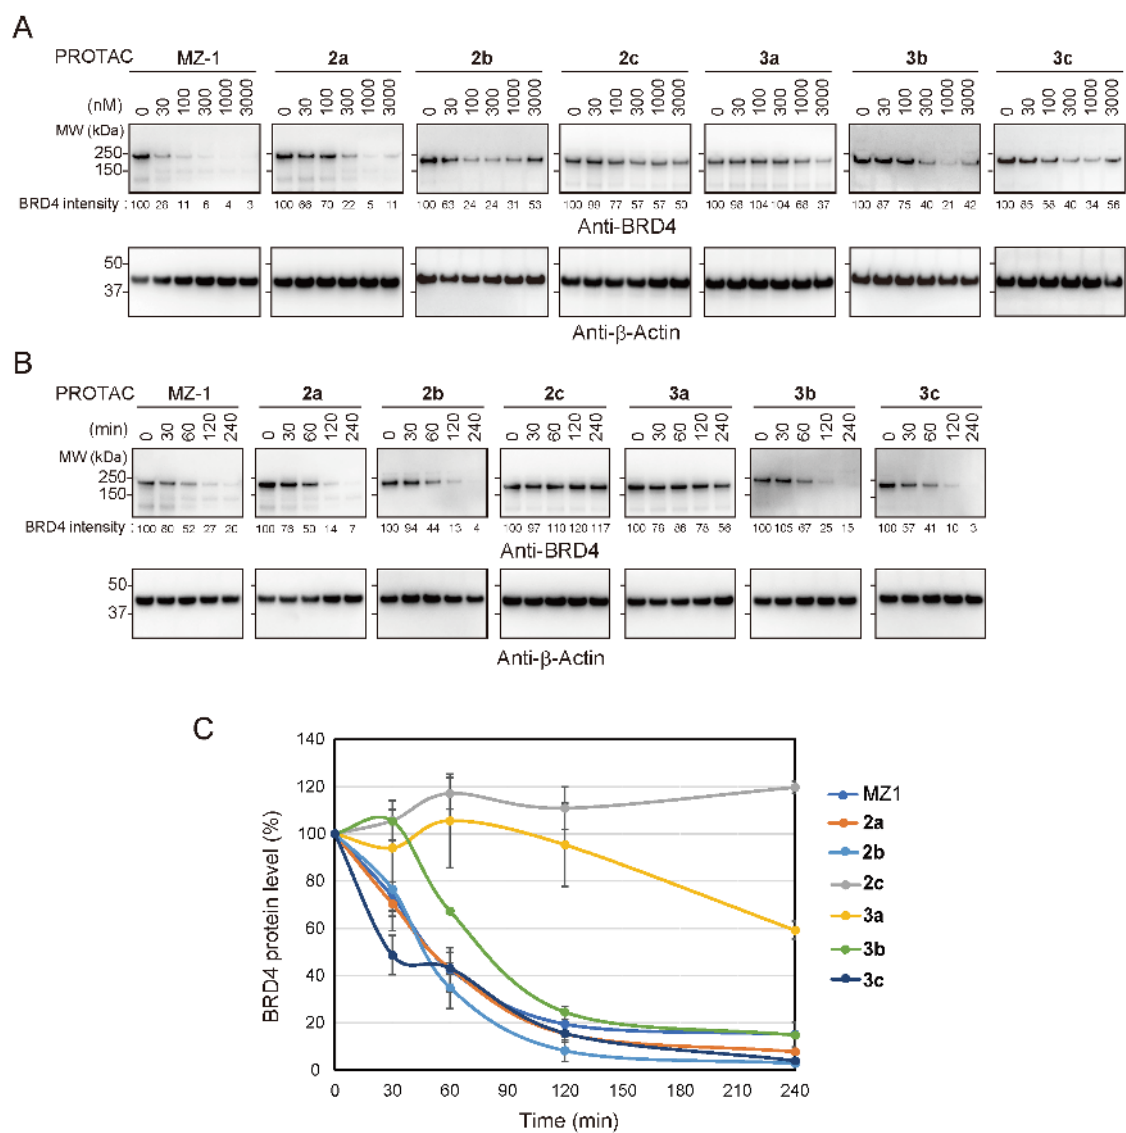 A
PROTAC MZ-1 2a 2b 2c 3a 3b 3c
(nM) 0 30 100 300 1000 3000 0 30 100 300 1000 3000 0 30 100 300 1000 3000 0 30 100 300 1000 3000 0 30 100 300 1000 3000 0 30 100 300 1000 3000 0 30 100 300 1000 3000
MW (kDa)
250
150
BRD4 intensity : 100 26 11 6 4 3 100 66 70 22 5 11 100 63 24 24 31 53 100 99 77 57 57 50 100 98 104 104 68 37 100 87 75 40 21 42 100 85 58 40 34 56
Anti-BRD4
50
37
Anti-β-Actin
B
PROTAC MZ-1 2a 2b 2c 3a 3b 3c
(min) 0 30 60 120 240 0 30 60 120 240 0 30 60 120 240 0 30 60 120 240 0 30 60 120 240 0 30 60 120 240 0 30 60 120 240
MW (kDa)
250
150
BRD4 intensity : 100 80 52 27 20 100 78 50 14 7 100 94 44 13 4 100 97 110 120 117 100 76 86 78 56 100 105 67 25 15 100 57 41 10 3
Anti-BRD4
50
37
Anti-β-Actin
C
BRD4 protein level (%)
140
120
100
80
60
40
20
0
0 30 60 90 120 150 180 210 240
Time (min)
MZ1
2a
2b
2c
3a
3b
3c